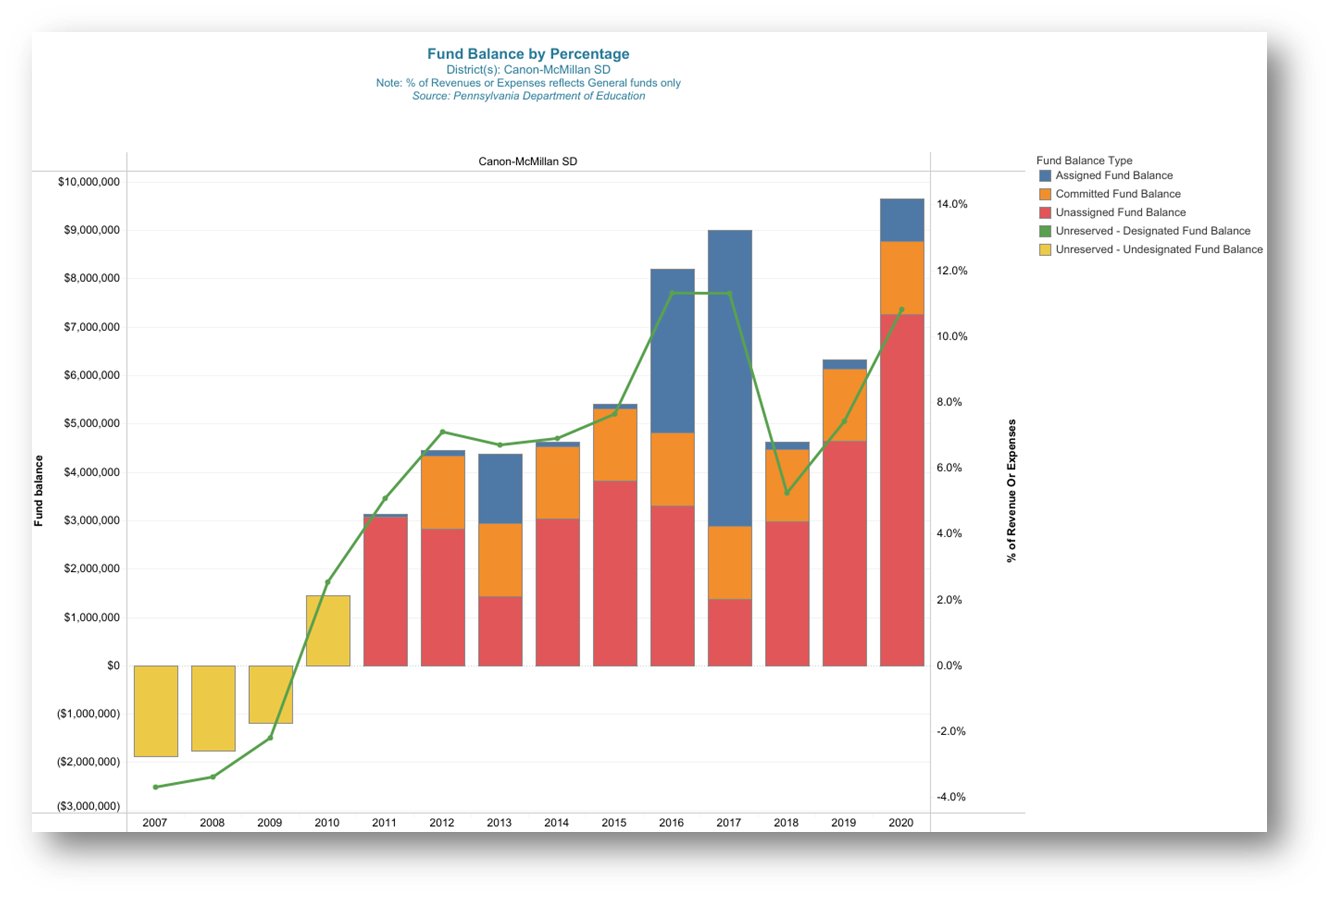 Fund Balance by Percentage
District(s): Canon-McMillan SD
Note: % of Revenues or Expenses reflects General funds only
Source: Pennsylvania Department of Education
Canon-McMillan SD
Fund Balance Type
Assigned Fund Balance
Committed Fund Balance
Unassigned Fund Balance
Unreserved - Designated Fund Balance
Unreserved - Undesignated Fund Balance
Fund balance
$10,000,000
$9,000,000
$8,000,000
$7,000,000
$6,000,000
$5,000,000
$4,000,000
$3,000,000
$2,000,000
$1,000,000
$0
($1,000,000)
($2,000,000)
($3,000,000)
14.0%
12.0%
10.0%
8.0%
6.0%
4.0%
2.0%
0.0%
-2.0%
-4.0%
% of Revenue Or Expenses
2007 2008 2009 2010 2011 2012 2013 2014 2015 2016 2017 2018 2019 2020